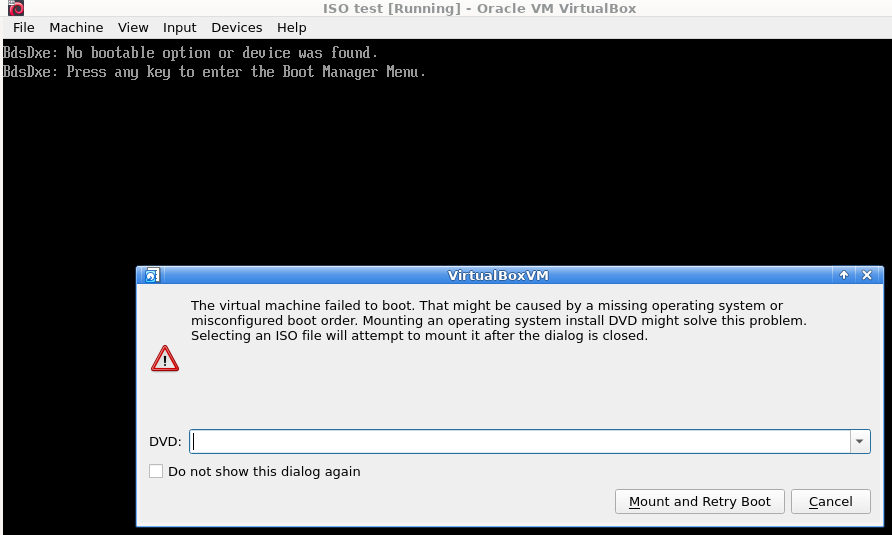 ISO test [Running] - Oracle VM VirtualBox
File Machine View Input Devices Help
BdsDxe: No bootable option or device was found.
BdsDxe: Press any key to enter the Boot Manager Menu.
VirtualBoxVM
The virtual machine failed to boot. That might be caused by a missing operating system or
misconfigured boot order. Mounting an operating system install DVD might solve this problem.
Selecting an ISO file will attempt to mount it after the dialog is closed.
DVD:
Do not show this dialog again
Mount and Retry Boot Cancel